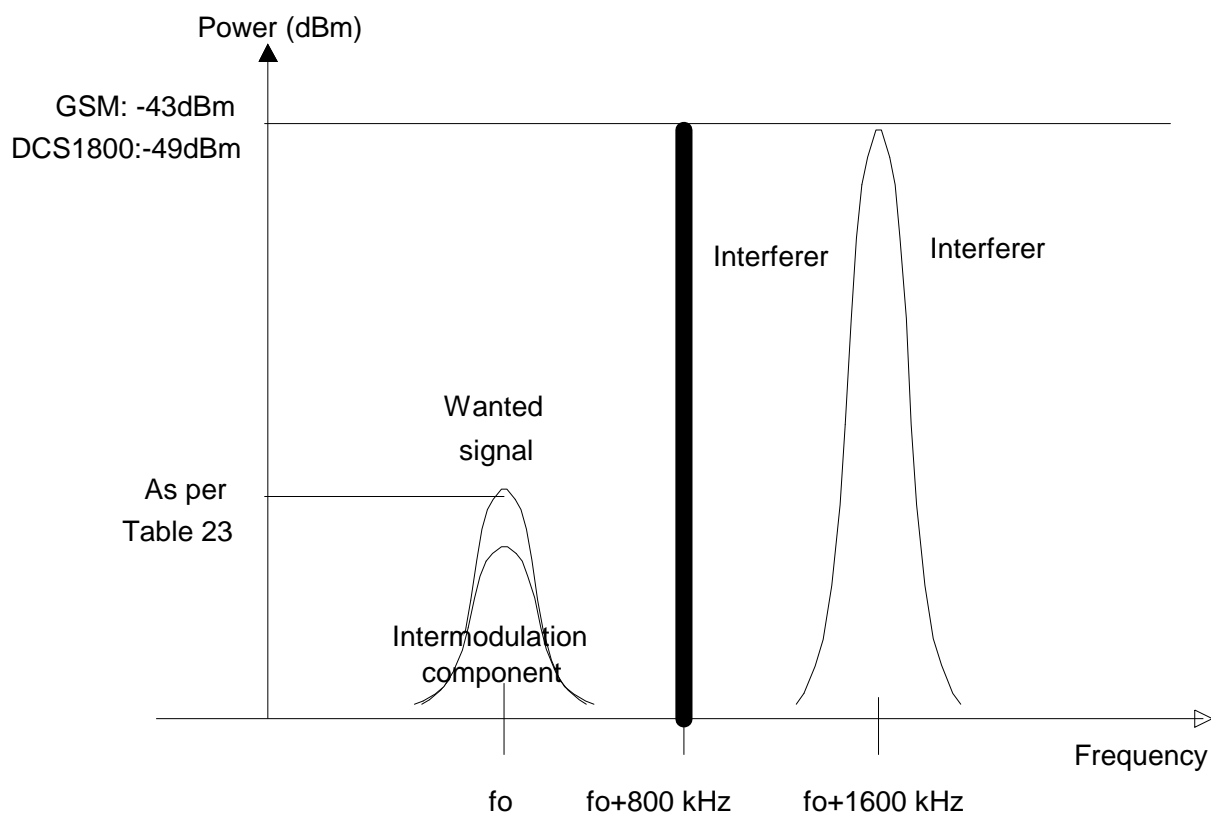 Power (dBm)
GSM: -43dBm
DCS1800:-49dBm
Interferer
Interferer
Wanted
signal
As per
Table 23
Intermodulation
component
Frequency
fo
fo+800 kHz
fo+1600 kHz